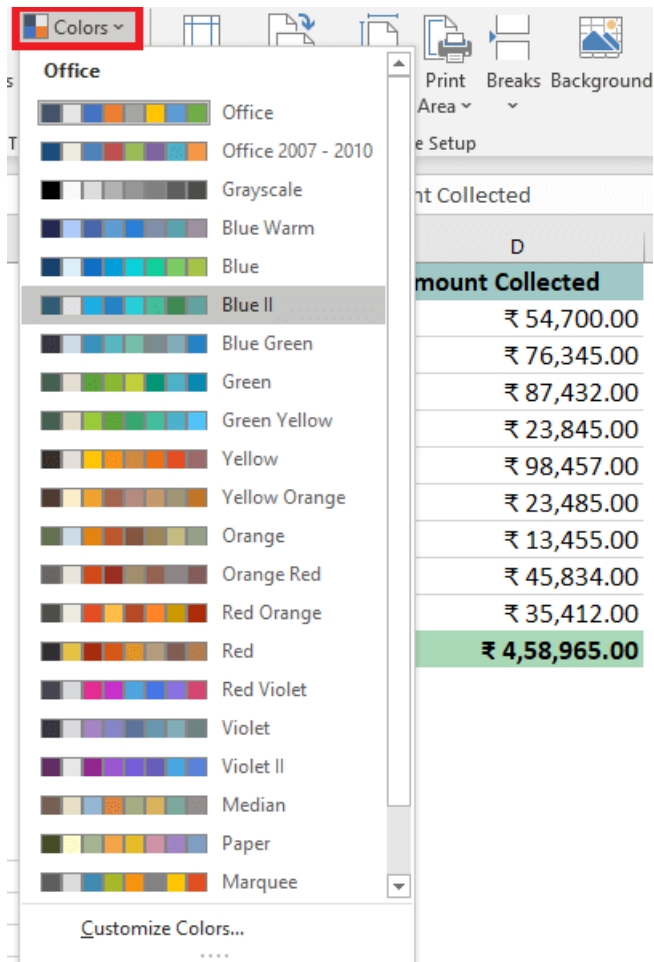 Colors
Print Area
Breaks
Background
s
T
e Setup
nt Collected
D
mount Collected
₹ 54,700.00
₹ 76,345.00
₹ 87,432.00
₹ 23,845.00
₹ 98,457.00
₹ 23,485.00
₹ 13,455.00
₹ 45,834.00
₹ 35,412.00
₹ 4,58,965.00
Office
Office
Office 2007 - 2010
Grayscale
Blue Warm
Blue
Blue II
Blue Green
Green
Green Yellow
Yellow
Yellow Orange
Orange
Orange Red
Red Orange
Red
Red Violet
Violet
Violet II
Median
Paper
Marquee
Customize Colors...